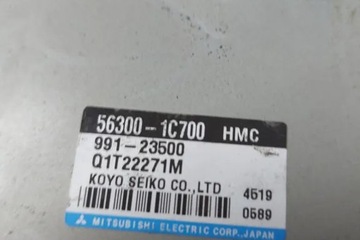 56300-1C700 HMC
991-23500
Q1T22271M
KOYO SEIKO CO., LTD 4519
0589
MITSUBISHI ELECTRIC CORP., JAPAN